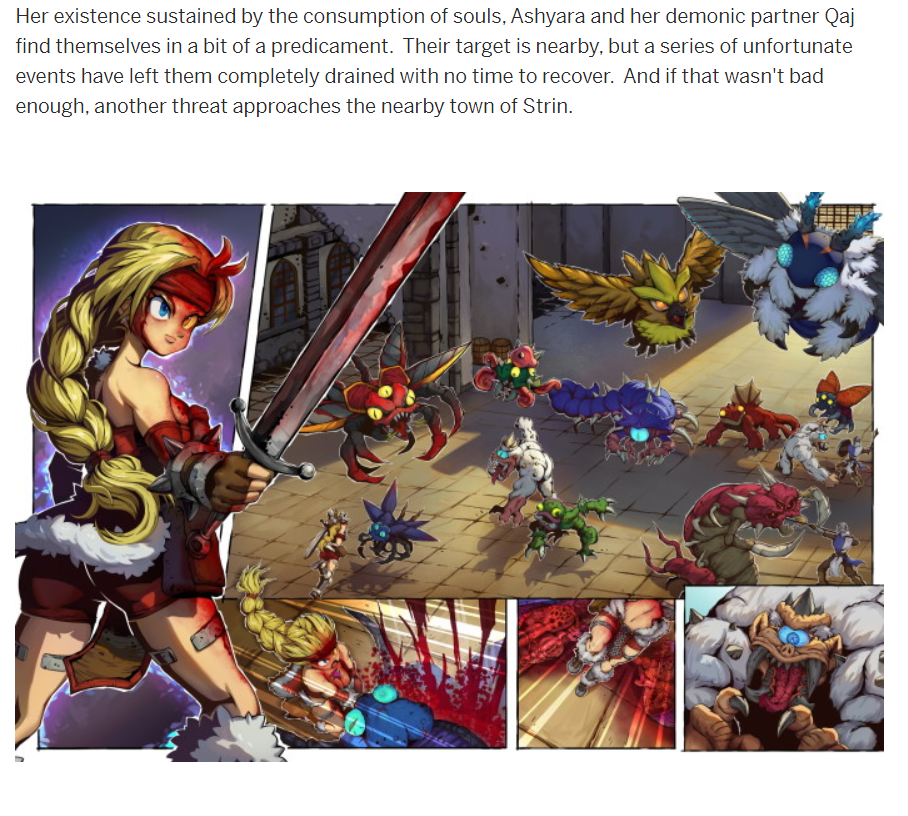 Her existence sustained by the consumption of souls, Ashyara and her demonic partner Qaj
find themselves in a bit of a predicament.  Their target is nearby, but a series of unfortunate
events have left them completely drained with no time to recover.  And if that wasn't bad
enough, another threat approaches the nearby town of Strin.